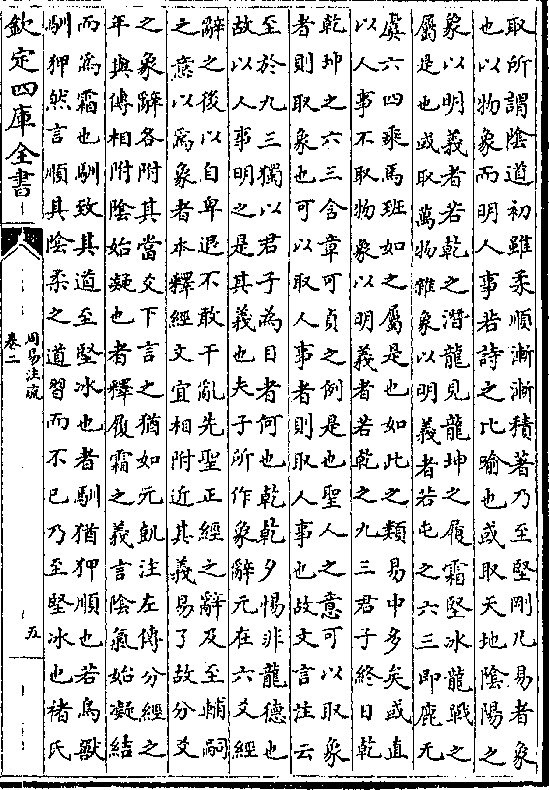 取所謂陰道初雖柔順漸漸積著乃至堅剛凡易者象
也以物象而明人事若詩之比喻也或取天地陰陽之
象以明義者若乾之潛龍見龍坤之履霜堅冰龍戰之
屬是也或取萬物雜象以明義者若屯之六三即鹿无
虞六四乘馬班如之屬是也如此之類易中多矣或直
以人事不取物象以明義者若乾之九三君子終日乾
乾坤之六三含章可貞之例是也聖人之意可以取象
者則取象也可以取人事者則取人事也故文言註云
至於九三獨以君子為目者何也乾乾夕惕非龍德也
故以人事明之是其義也夫子所作象辭元在六爻經
辭之後以自卑退不敢干亂先聖正經之辭及至輔嗣
之意以為象者本釋經文宜相附近其義易了故分爻
之象辭各附其當爻下言之猶如元凱注左傳分經之
年與傳相附陰始凝也者釋履霜之義言陰氣始凝結
而為霜也馴致其道至堅冰也者馴猶狎順也若鳥獸
馴狎然言順其陰柔之道習而不已乃至堅冰也褚氏
欽定四庫全書
周易注疏
卷二
五